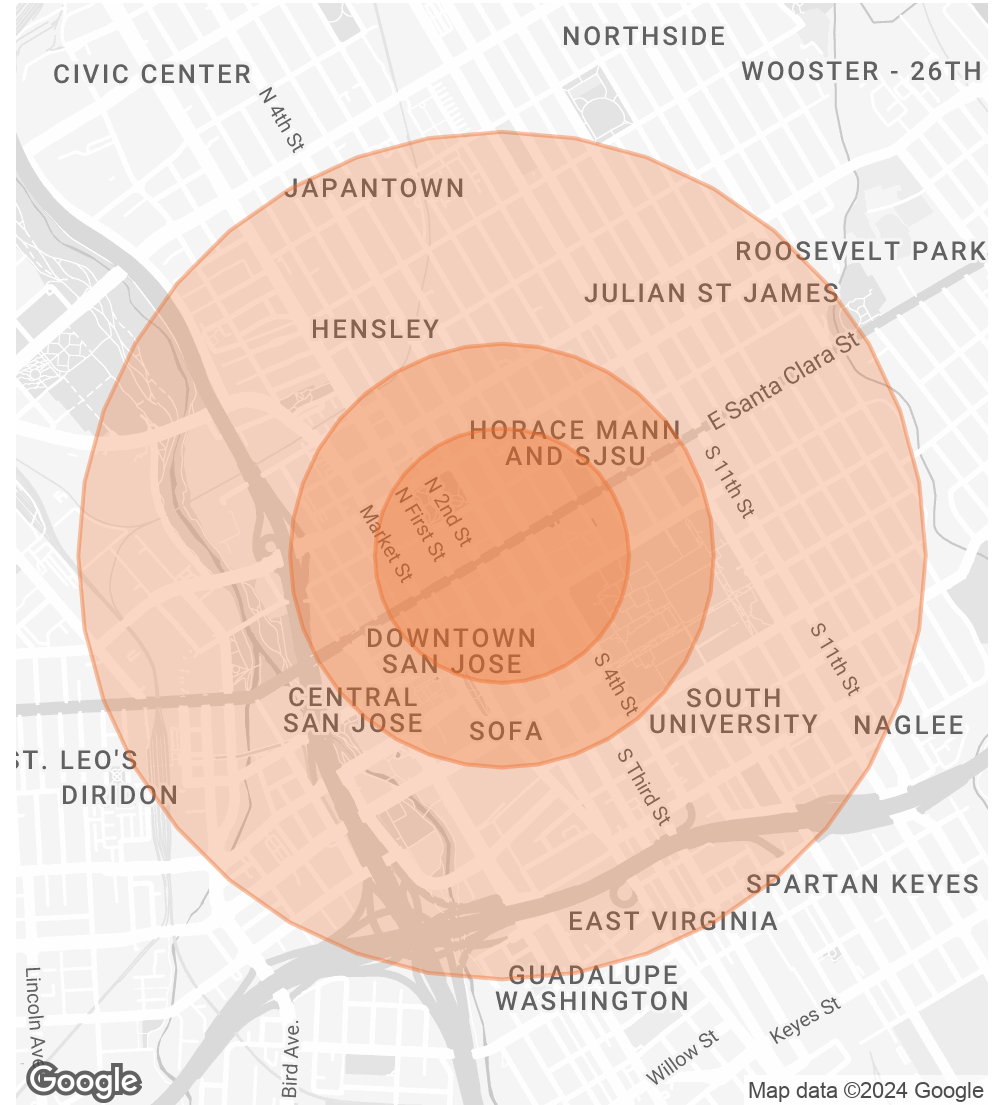 NORTHSIDE
CIVIC CENTER
WOOSTER - 26TH
N 4th St
JAPANTOWN
ROOSEVELT PARK
JULIAN ST JAMES
HENSLEY
E Santa Clara St
HORACE MANN
AND SJSU
S 11th St
N 2nd St
N First St
Market St
S 11th St
DOWNTOWN
SAN JOSE
S 4th St
CENTRAL
SAN JOSE
SOUTH
UNIVERSITY
SOFA
NAGLEE
ST. LEO'S
DIRIDON
S Third St
SPARTAN KEYES
EAST VIRGINIA
GUADALUPE
WASHINGTON
Lincoln Ave
Bird Ave.
Keyes St
Willow St
Google
Map data ©2024 Google